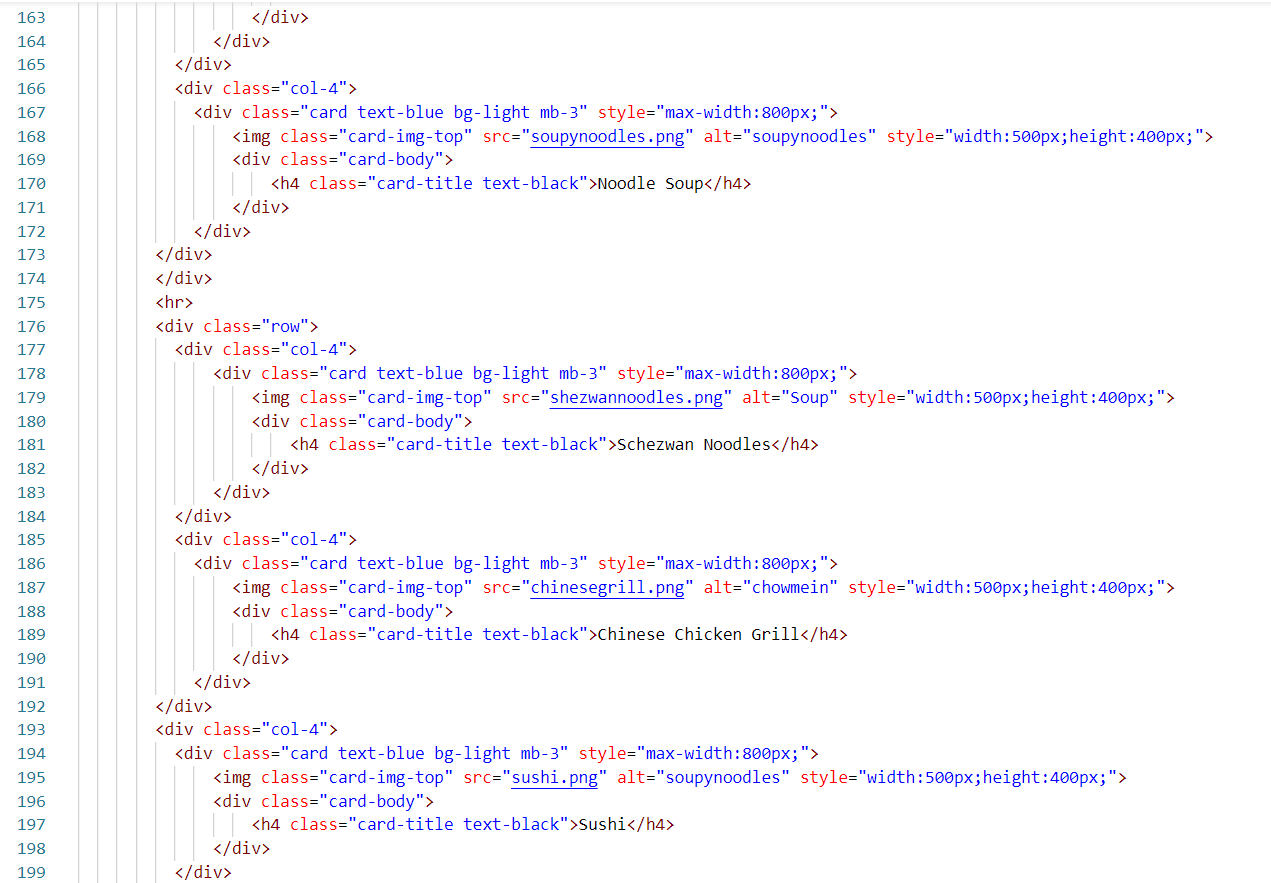 163 </div>
164 </div>
165 </div>
166 <div class="col-4">
167 <div class="card text-blue bg-light mb-3" style="max-width:800px;">
168 <img class="card-img-top" src="soupynoodles.png" alt="soupynoodles" style="width:500px;height:400px;">
169 <div class="card-body">
170 <h4 class="card-title text-black">Noodle Soup</h4>
171 </div>
172 </div>
173 </div>
174 </div>
175 <hr>
176 <div class="row">
177 <div class="col-4">
178 <div class="card text-blue bg-light mb-3" style="max-width:800px;">
179 <img class="card-img-top" src="shezwannoodles.png" alt="Soup" style="width:500px;height:400px;">
180 <div class="card-body">
181 <h4 class="card-title text-black">Schezwan Noodles</h4>
182 </div>
183 </div>
184 </div>
185 <div class="col-4">
186 <div class="card text-blue bg-light mb-3" style="max-width:800px;">
187 <img class="card-img-top" src="chinesegrill.png" alt="chowmein" style="width:500px;height:400px;">
188 <div class="card-body">
189 <h4 class="card-title text-black">Chinese Chicken Grill</h4>
190 </div>
191 </div>
192 </div>
193 <div class="col-4">
194 <div class="card text-blue bg-light mb-3" style="max-width:800px;">
195 <img class="card-img-top" src="sushi.png" alt="soupynoodles" style="width:500px;height:400px;">
196 <div class="card-body">
197 <h4 class="card-title text-black">Sushi</h4>
198 </div>
199 </div>